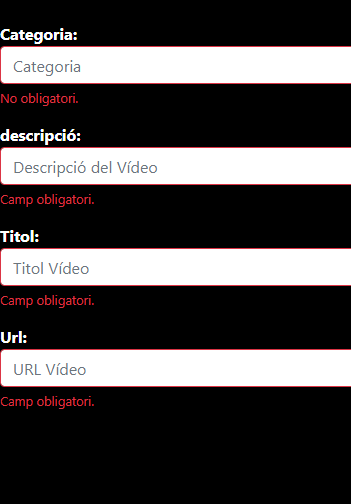 Categoria:
Categoria
No obligatori.
descripció:
Descripció del Vídeo
Camp obligatori.
Titol:
Titol Vídeo
Camp obligatori.
Url:
URL Vídeo
Camp obligatori.